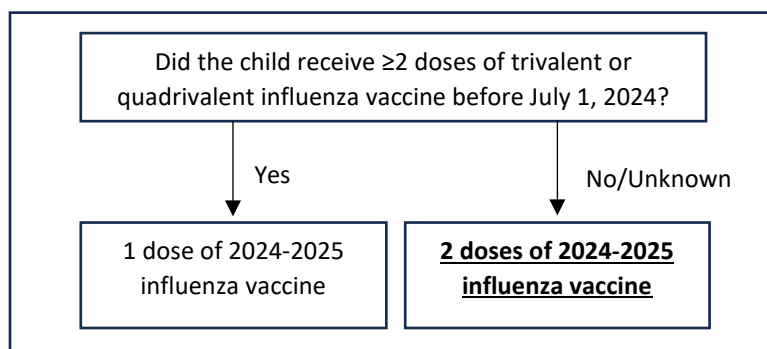 Did the child receive ≥2 doses of trivalent or
quadrivalent influenza vaccine before July 1, 2024?
Yes
No/Unknown
1 dose of 2024-2025
influenza vaccine
2 doses of 2024-2025
influenza vaccine